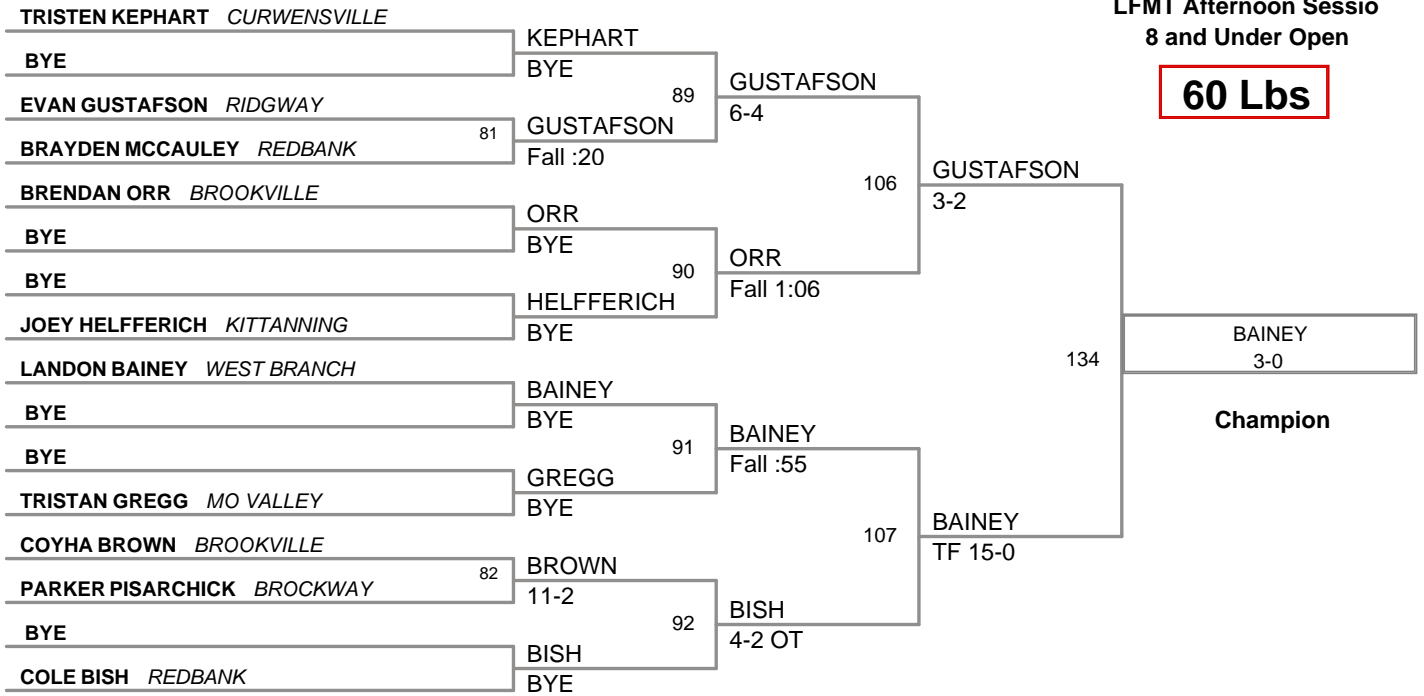 LFMT Afternoon Sessio
8 and Under Open
60 Lbs
TRISTEN KEPHART CURWENSVILLE
BYE
EVAN GUSTAFSON RIDGWAY
BRAYDEN MCCAULEY REDBANK
BRENDAN ORR BROOKVILLE
BYE
BYE
JOEY HELFFERICH KITTANNING
LANDON BAINEY WEST BRANCH
BYE
BYE
TRISTAN GREGG MO VALLEY
COYHA BROWN BROOKVILLE
PARKER PISARCHICK BROCKWAY
BYE
COLE BISH REDBANK
81
82
KEPHART
BYE
GUSTAFSON
Fall :20
ORR
BYE
HELFFERICH
BYE
BAINEY
BYE
GREGG
BYE
BROWN
11-2
BISH
BYE
89
90
91
92
GUSTAFSON
6-4
ORR
Fall 1:06
BAINEY
Fall :55
BISH
4-2 OT
106
107
GUSTAFSON
3-2
BAINEY
TF 15-0
134
BAINEY
3-0
Champion